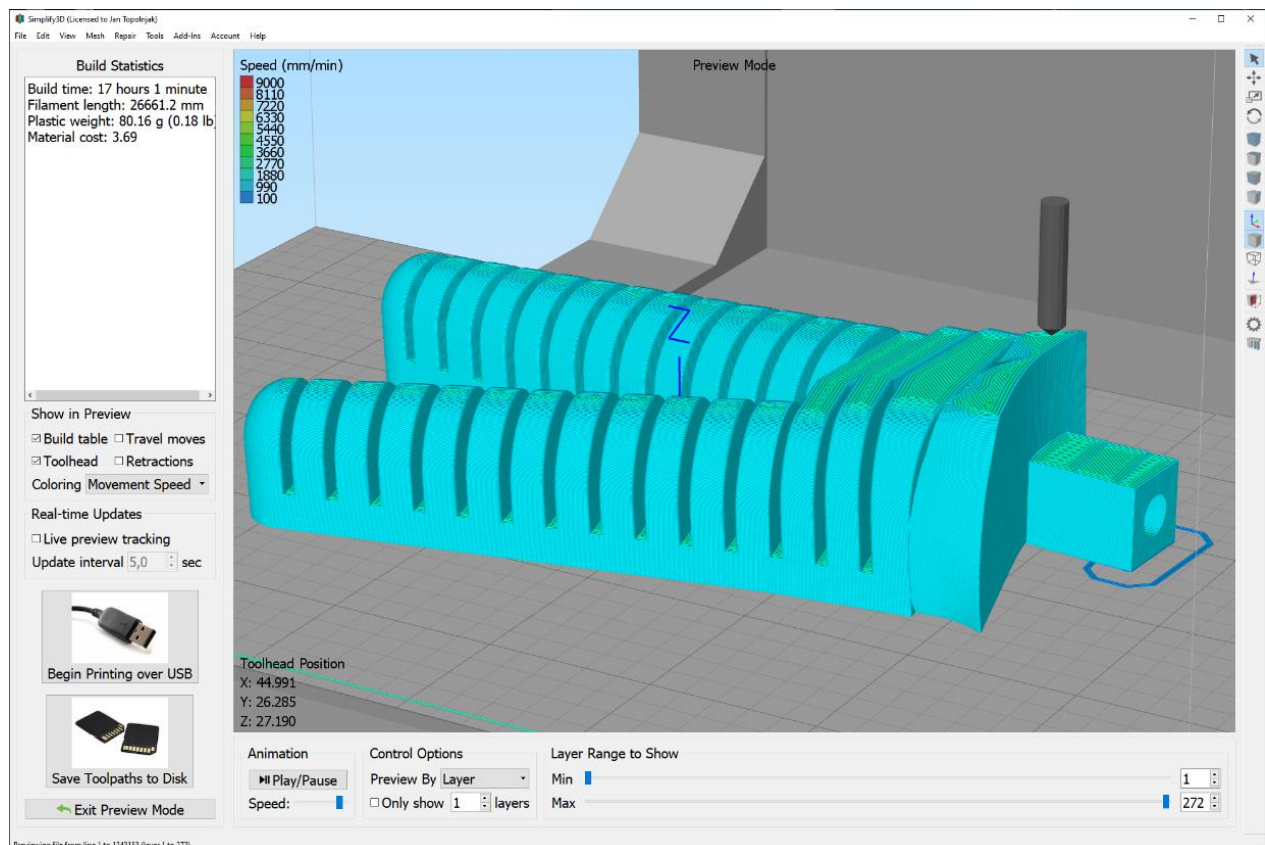 Simplify3D (Licensed to Jan Topolnjak)
File Edit View Mesh Repair Tools Add-Ins Account Help
Build Statistics
Build time: 17 hours 1 minute
Filament length: 26661.2 mm
Plastic weight: 80.16 g (0.18 lb
Material cost: 3.69
Show in Preview
Build table Travel moves
Toolhead Retractions
Coloring Movement Speed
Real-time Updates
Live preview tracking
Update interval 5,0 sec
Begin Printing over USB
Save Toolpaths to Disk
Exit Preview Mode
Speed (mm/min)
9000
8110
7220
6330
5440
4550
3660
2770
1880
990
100
Preview Mode
Z
Toolhead Position
X: 44.991
Y: 26.285
Z: 27.190
Animation
Play/Pause
Speed:
Control Options
Preview By Layer
Only show 1 layers
Layer Range to Show
Min 1
Max 272